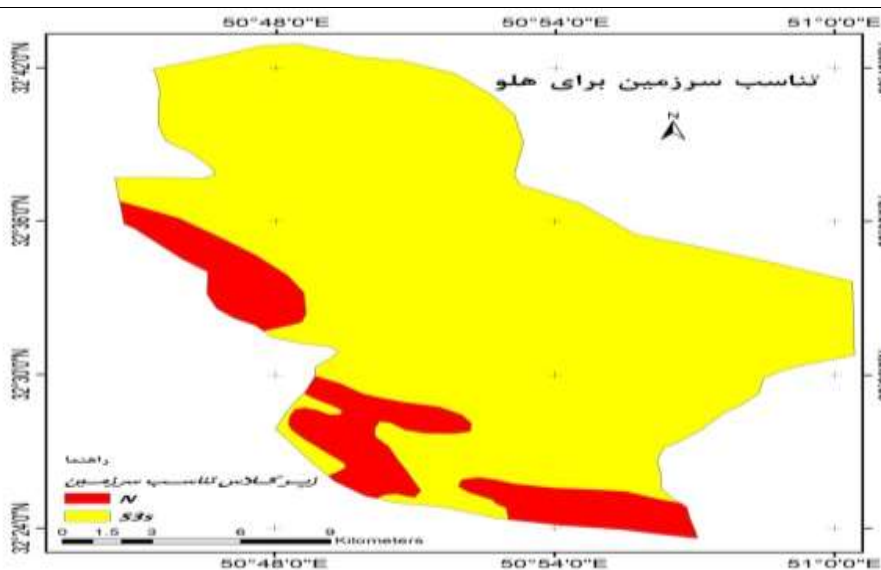 50°48'0"E 50°54'0"E 51°0'0"E
32°42'0"N
تناسب سرزمین برای هلو
N
32°36'0"N
32°30'0"N
راهنما
زیر کلاس تناسب سرزمین
N
S3s
32°24'0"N
0 1.5 3 6 9 Kilometers
50°48'0"E 50°54'0"E 51°0'0"E